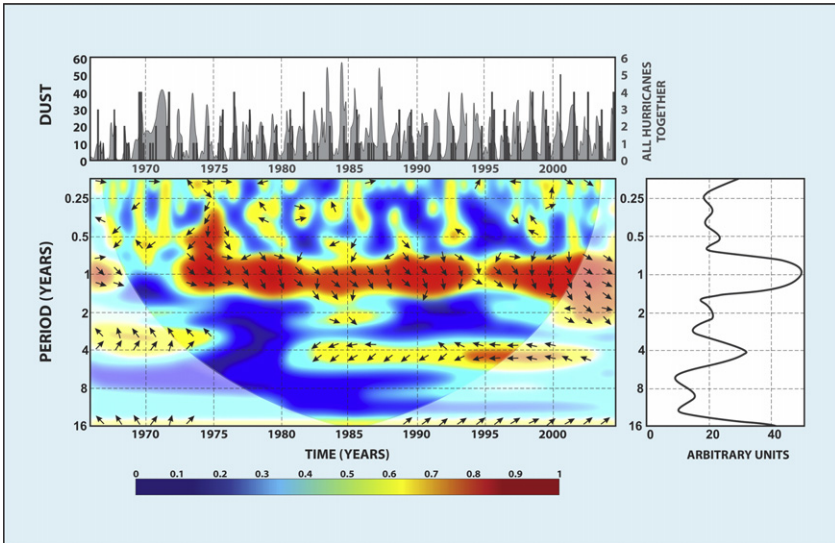 60
50
40
30
20
10
0
DUST
6
5
4
3
2
1
0
ALL HURRICANES
TOGETHER
1970 1975 1980 1985 1990 1995 2000
0.25
0.5
1
2
4
8
16
PERIOD (YEARS)
1970 1975 1980 1985 1990 1995 2000
TIME (YEARS)
0.25
0.5
1
2
4
8
16
0 20 40
ARBITRARY UNITS
0 0.1 0.2 0.3 0.4 0.5 0.6 0.7 0.8 0.9 1